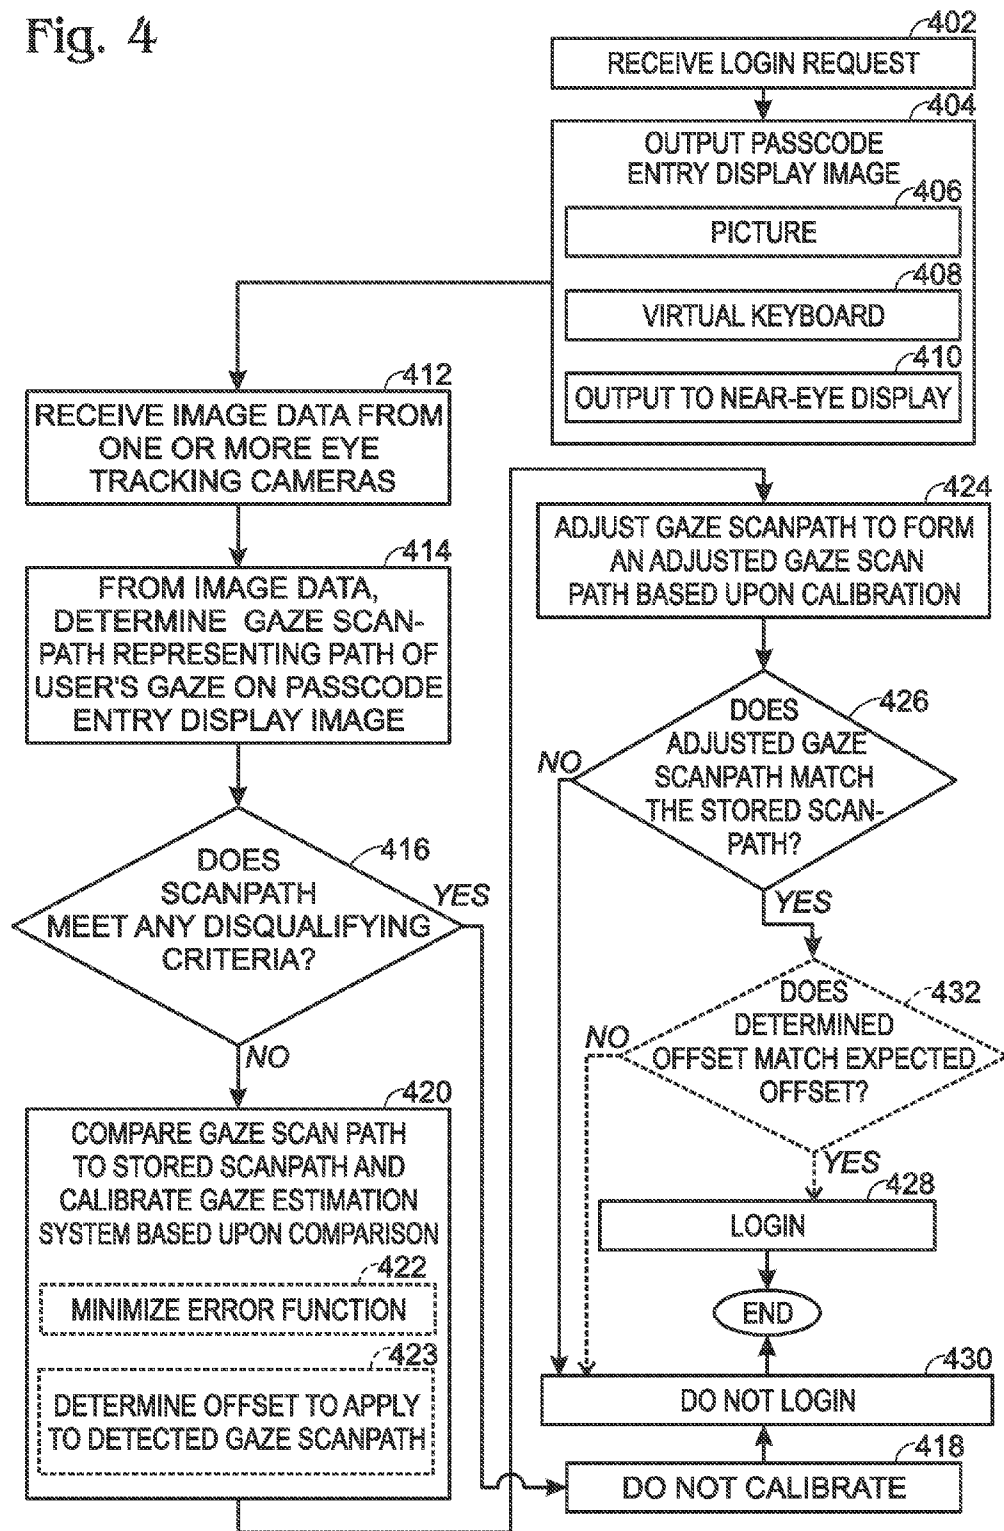 Fig. 4
402
RECEIVE LOGIN REQUEST
404
OUTPUT PASSCODE
ENTRY DISPLAY IMAGE
406
PICTURE
408
VIRTUAL KEYBOARD
410
OUTPUT TO NEAR-EYE DISPLAY
412
RECEIVE IMAGE DATA FROM
ONE OR MORE EYE
TRACKING CAMERAS
414
FROM IMAGE DATA,
DETERMINE GAZE SCAN-
PATH REPRESENTING PATH OF
USER'S GAZE ON PASSCODE
ENTRY DISPLAY IMAGE
416
DOES
SCANPATH
MEET ANY DISQUALIFYING
CRITERIA?
YES
NO
420
COMPARE GAZE SCAN PATH
TO STORED SCANPATH AND
CALIBRATE GAZE ESTIMATION
SYSTEM BASED UPON COMPARISON
422
MINIMIZE ERROR FUNCTION
423
DETERMINE OFFSET TO APPLY
TO DETECTED GAZE SCANPATH
424
ADJUST GAZE SCANPATH TO FORM
AN ADJUSTED GAZE SCAN
PATH BASED UPON CALIBRATION
426
DOES
ADJUSTED GAZE
SCANPATH MATCH
THE STORED SCAN-
PATH?
NO
YES
432
DOES
DETERMINED
OFFSET MATCH EXPECTED
OFFSET?
NO
YES
428
LOGIN
END
430
DO NOT LOGIN
418
DO NOT CALIBRATE